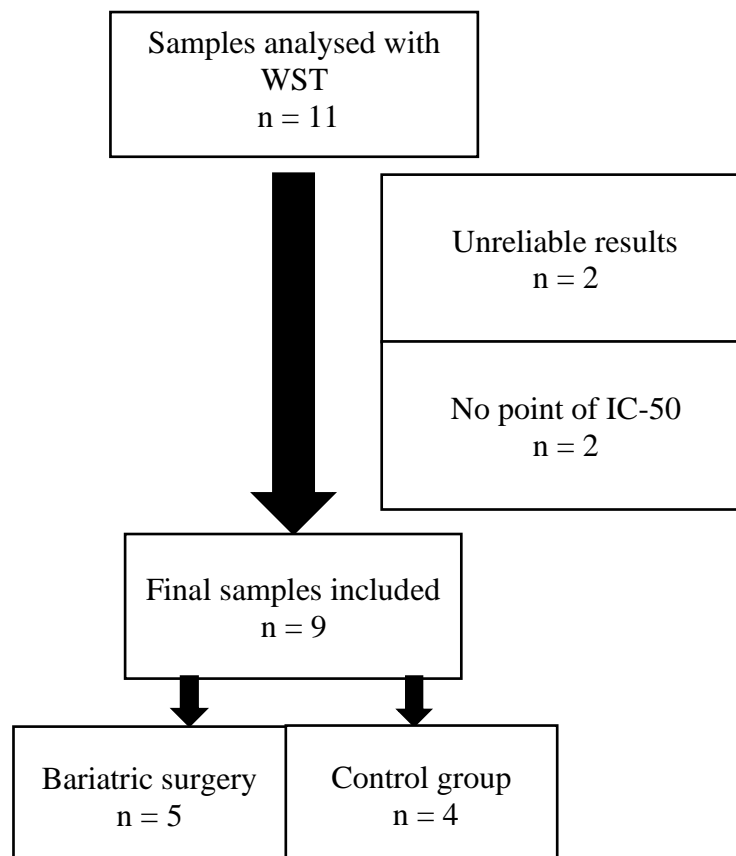 Samples analysed with
WST
n = 11
Unreliable results
n = 2
No point of IC-50
n = 2
Final samples included
n = 9
Bariatric surgery
n = 5
Control group
n = 4